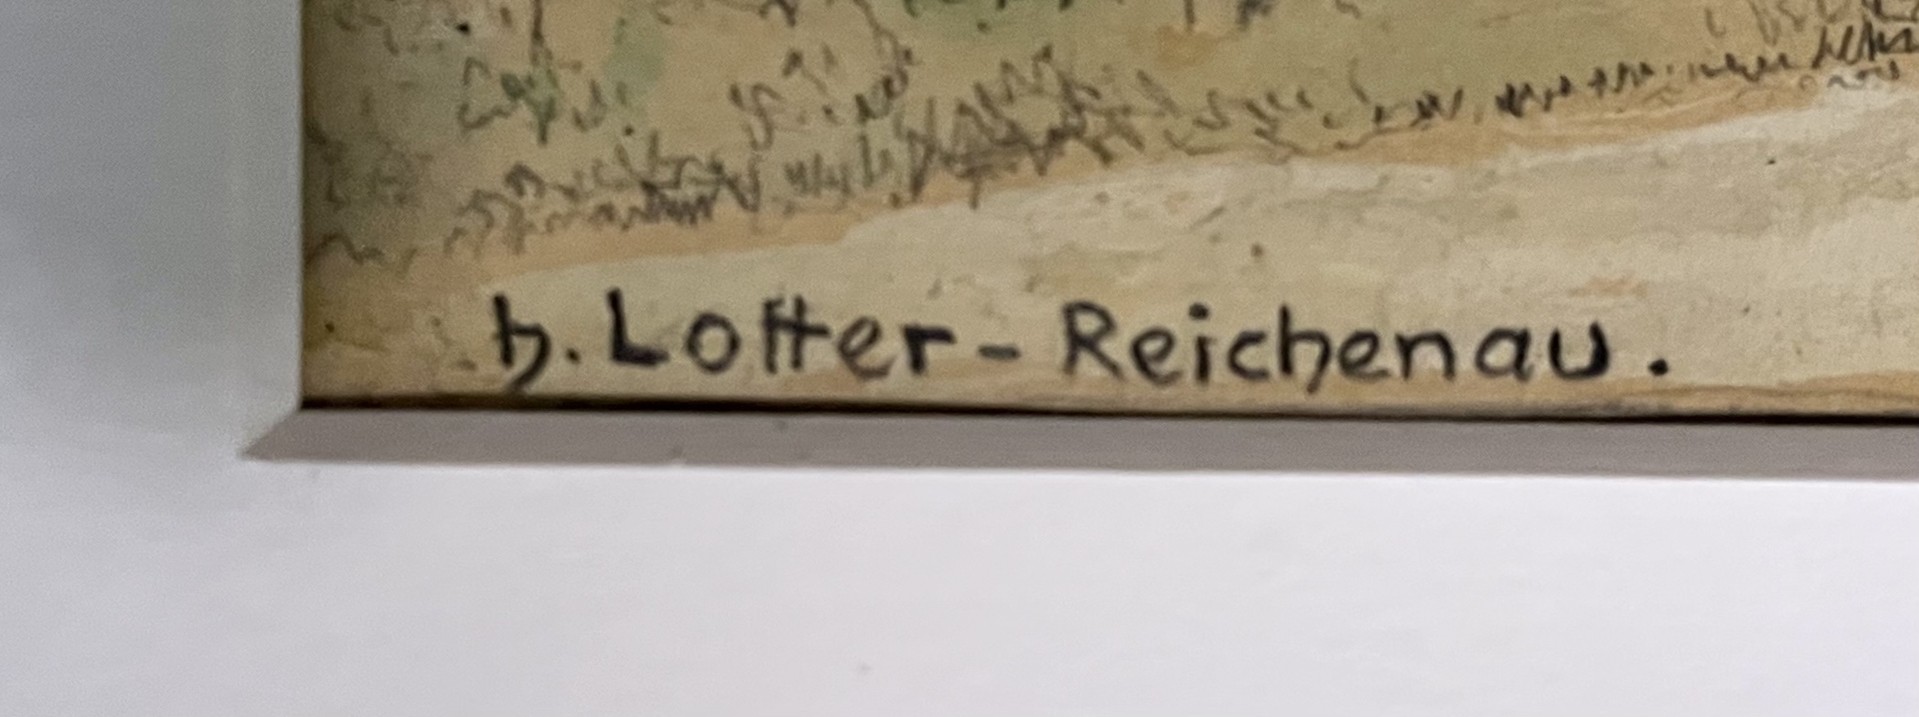 h. Lotter - Reichenau.